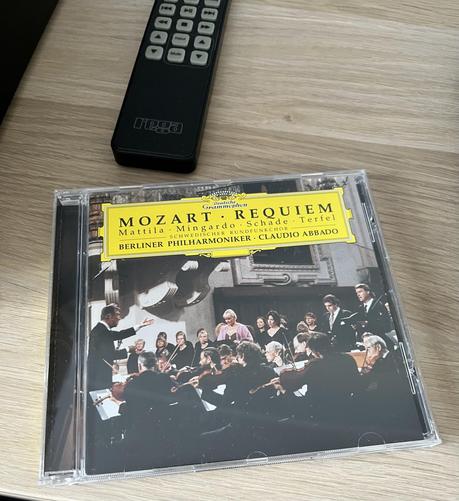 rega
Deutsche
Grammophon
MOZART · REQUIEM
Mattila · Mingardo · Schade · Terfel
SCHWEDISCHER RUNDFUNKCHOR
BERLINER PHILHARMONIKER · CLAUDIO ABBADO